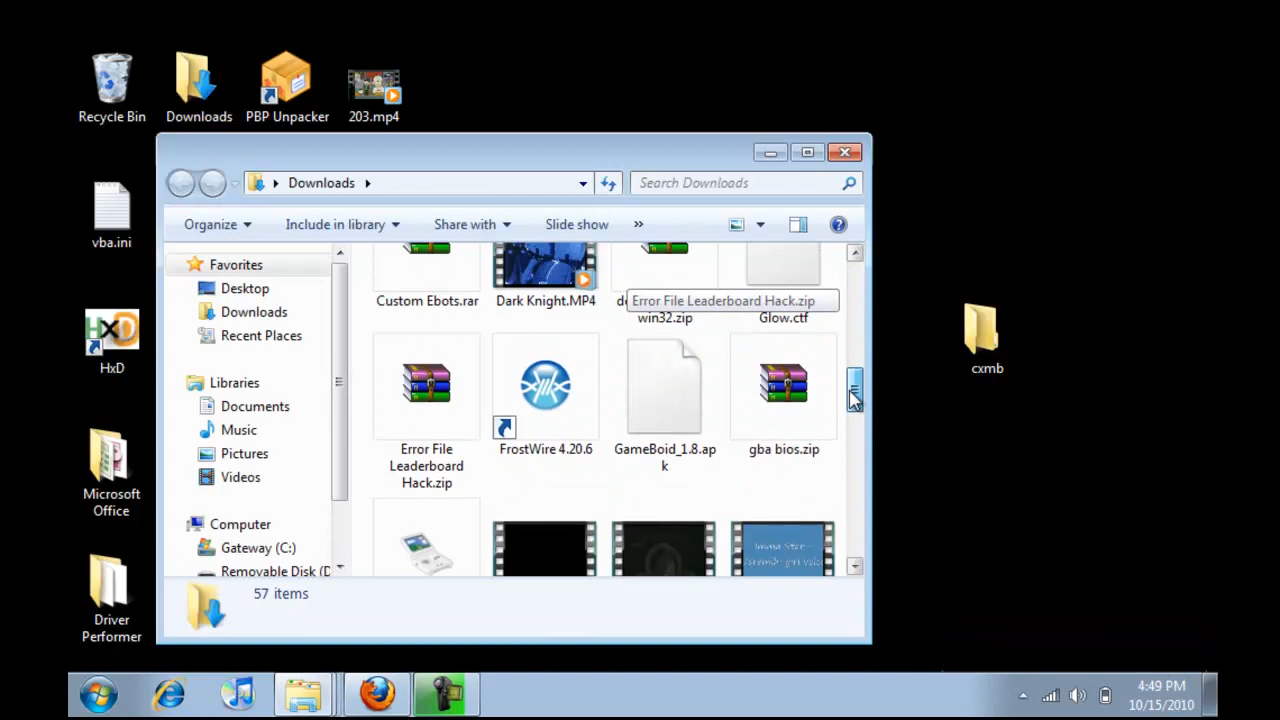 Recycle Bin
Downloads
PBP Unpacker
203.mp4
vba.ini
HxD
Microsoft
Office
Driver
Performer
cxmb
Downloads
Search Downloads
Organize
Include in library
Share with
Slide show
»
Favorites
Desktop
Downloads
Recent Places
Libraries
Documents
Music
Pictures
Videos
Computer
Gateway (C:)
Removable Disk (D
Custom Ebots.rar
Dark Knight.MP4
win32.zip
Glow.ctf
Error File Leaderboard Hack.zip
Error File
Leaderboard
Hack.zip
FrostWire 4.20.6
GameBoid_1.8.ap
k
gba bios.zip
57 items
4:49 PM
10/15/2010